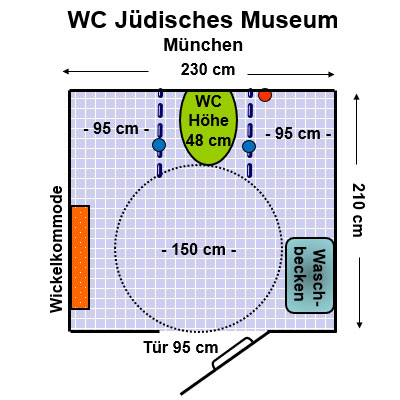 WC Jüdisches Museum
München
230 cm
WC
Höhe
48 cm
- 95 cm -
- 95 cm -
210 cm
- 150 cm -
Wickelkommode
Wasch-
becken
Tür 95 cm